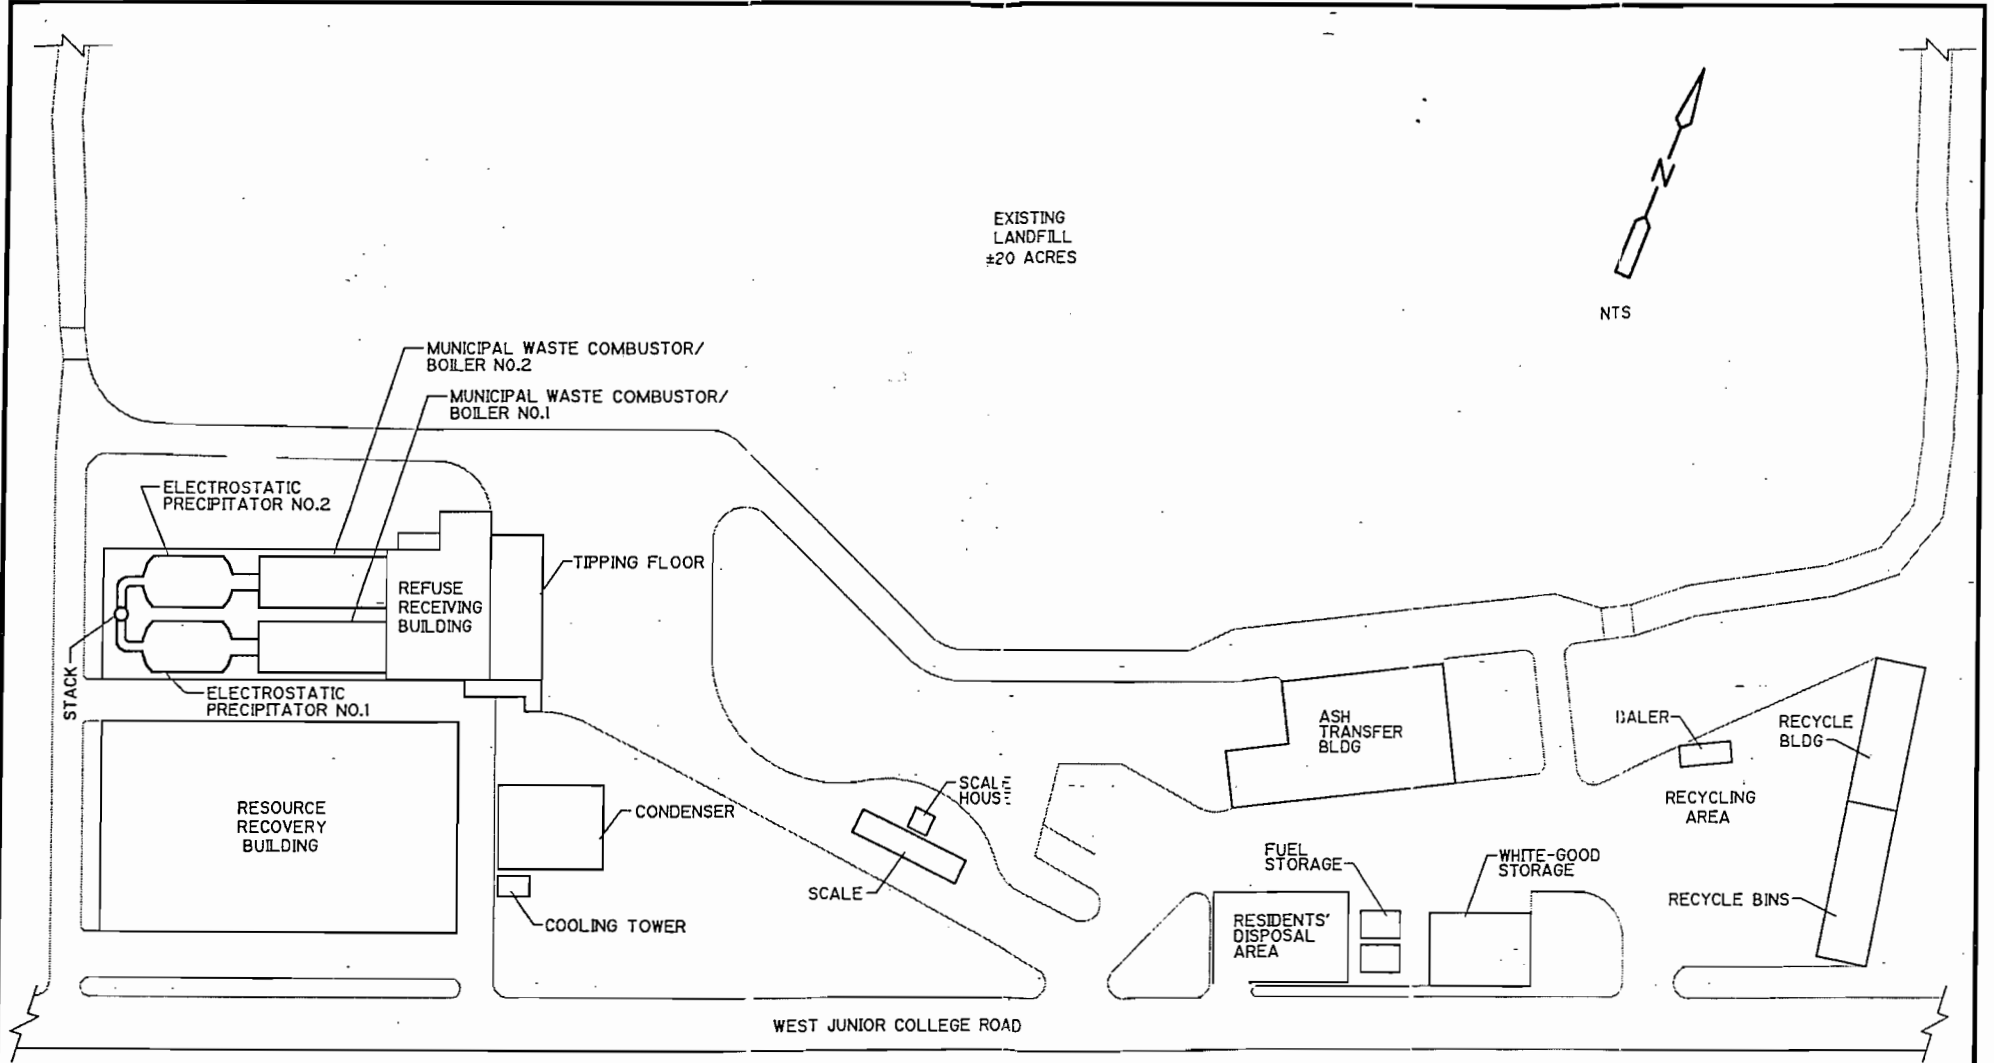 EXISTING
LANDFILL
±20 ACRES
N
NTS
MUNICIPAL WASTE COMBUSTOR/
BOILER NO.2
MUNICIPAL WASTE COMBUSTOR/
BOILER NO.1
ELECTROSTATIC
PRECIPITATOR NO.2
TIPPING FLOOR
REFUSE
RECEIVING
BUILDING
STACK
ELECTROSTATIC
PRECIPITATOR NO.1
RESOURCE
RECOVERY
BUILDING
CONDENSER
COOLING TOWER
SCALE
HOUSE
SCALE
ASH
TRANSFER
BLDG
BALER
RECYCLE
BLDG
RECYCLING
AREA
FUEL
STORAGE
WHITE-GOOD
STORAGE
RECYCLE BINS
RESIDENTS'
DISPOSAL
AREA
WEST JUNIOR COLLEGE ROAD